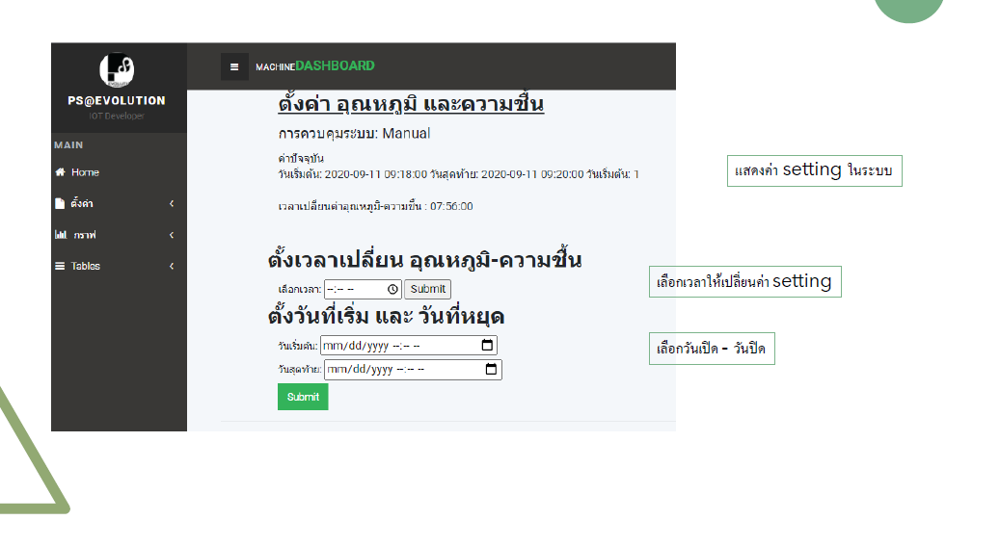 PS@EVOLUTION
IOT Developer
MAIN
Home
ตั้งค่า
กราฟ
Tables
MACHINEDASHBOARD
ตั้งค่า อุณหภูมิ และความชื้น
การควบคุมระบบ: Manual
ค่าปัจจุบัน
วันเริ่มต้น: 2020-09-11 09:18:00 วันสุดท้าย: 2020-09-11 09:20:00 วันเริ่มต้น: 1
เวลาเปลี่ยนค่าอุณหภูมิ-ความขึ้น : 07:56:00
ตั้งเวลาเปลี่ยน อุณหภูมิ-ความชื้น
เลือกเวลา: --:-- -- Submit
ตั้งวันที่เริ่ม และ วันที่หยุด
วันเริ่มต้น: mm/dd/yyyy --:-- --
วันสุดท้าย: mm/dd/yyyy --:-- --
Submit
แสดงค่า setting ในระบบ
เลือกเวลาให้เปลี่ยนค่า setting
เลือกวันเปิด - วันปิด